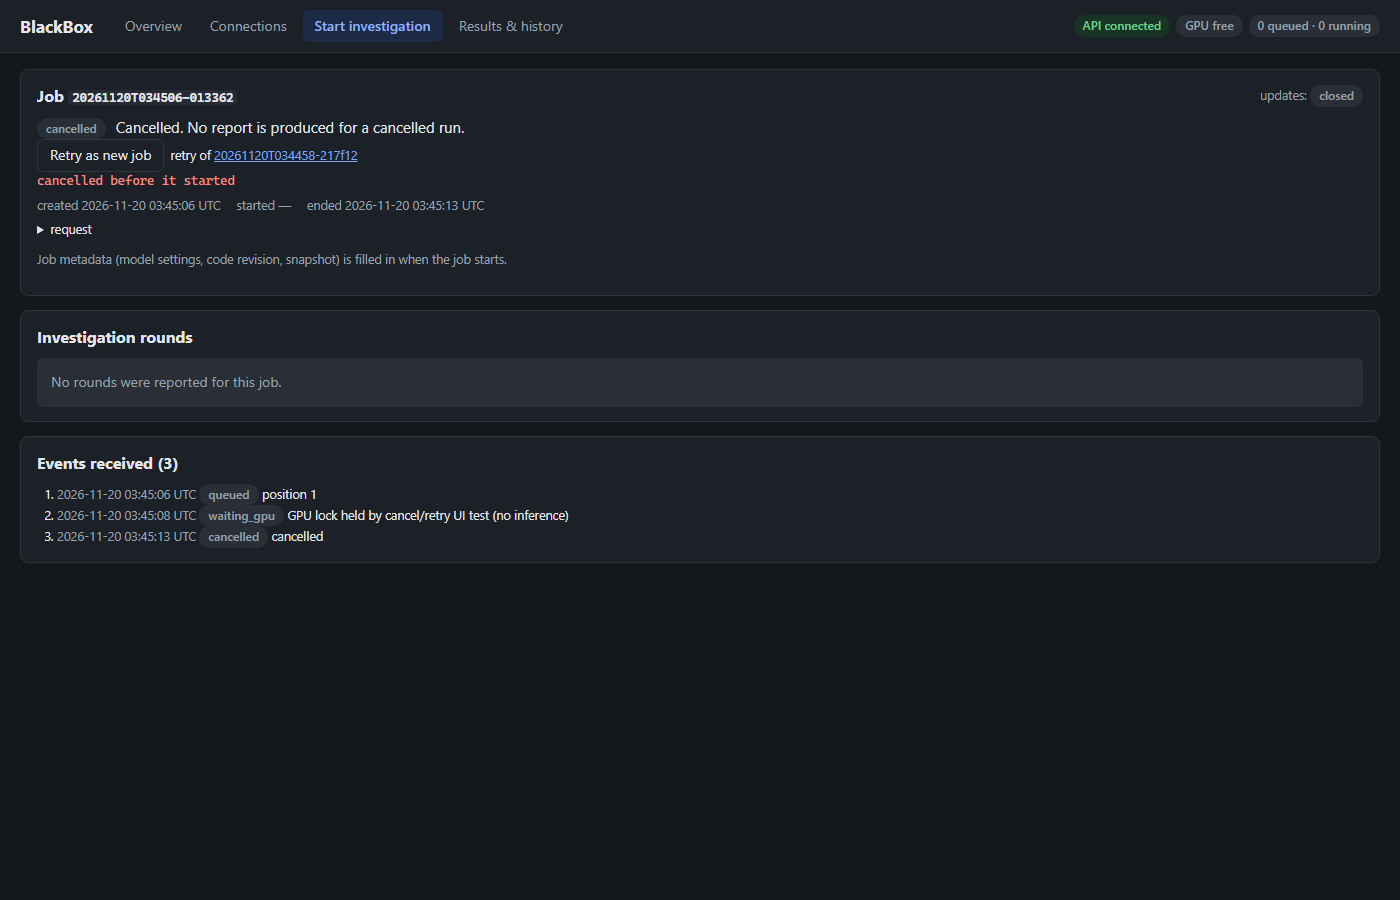 BlackBox Overview Connections Start investigation Results & history API connected GPU free 0 queued · 0 running
Job 20261120T034506-013362 updates: closed
cancelled Cancelled. No report is produced for a cancelled run.
Retry as new job retry of 20261120T034458-217f12
cancelled before it started
created 2026-11-20 03:45:06 UTC started — ended 2026-11-20 03:45:13 UTC
request
Job metadata (model settings, code revision, snapshot) is filled in when the job starts.
Investigation rounds
No rounds were reported for this job.
Events received (3)
1. 2026-11-20 03:45:06 UTC queued position 1
2. 2026-11-20 03:45:08 UTC waiting_gpu GPU lock held by cancel/retry UI test (no inference)
3. 2026-11-20 03:45:13 UTC cancelled cancelled